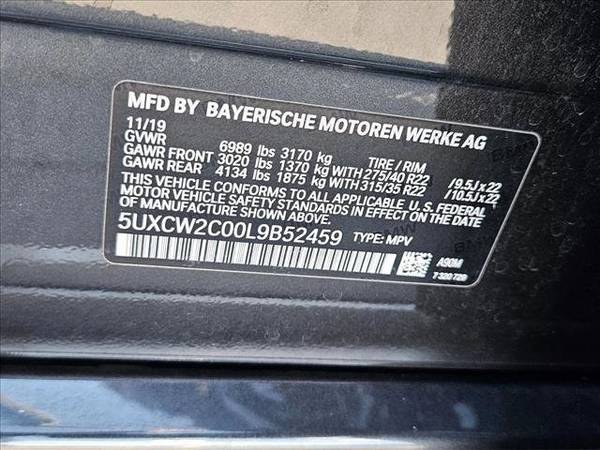 MFD BY BAYERISCHE MOTOREN WERKE AG
11/19
GVWR 6989 lbs 3170 kg TIRE / RIM
GAWR FRONT 3020 lbs 1370 kg WITH 275/40 R22 / 9.5J x 22
GAWR REAR 4134 lbs 1875 kg WITH 315/35 R22 / 10.5J x 22
THIS VEHICLE CONFORMS TO ALL APPLICABLE U. S. FEDERAL
MOTOR VEHICLE SAFETY STANDARDS IN EFFECT ON THE DATE
OF MANUFACTURE SHOWN ABOVE.
5UXCW2C00L9B52459 TYPE: MPV
A90M
7 320 728